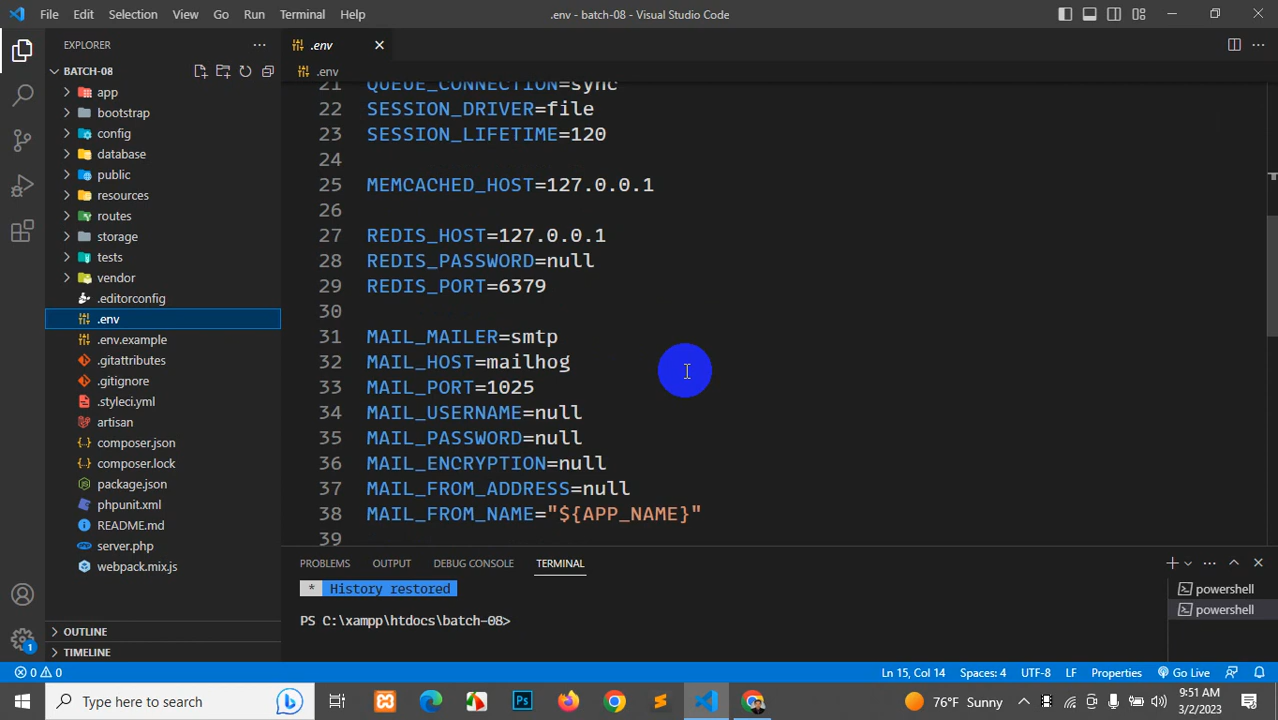 File Edit Selection View Go Run Terminal Help
.env - batch-08 - Visual Studio Code
EXPLORER
BATCH-08
app
bootstrap
config
database
public
resources
routes
storage
tests
vendor
.editorconfig
.env
.env.example
.gitattributes
.gitignore
.styleci.yml
artisan
composer.json
composer.lock
package.json
phpunit.xml
README.md
server.php
webpack.mix.js
OUTLINE
TIMELINE
.env
.env
21 QUEUE_CONNECTION=sync
22 SESSION_DRIVER=file
23 SESSION_LIFETIME=120
24
25 MEMCACHED_HOST=127.0.0.1
26
27 REDIS_HOST=127.0.0.1
28 REDIS_PASSWORD=null
29 REDIS_PORT=6379
30
31 MAIL_MAILER=smtp
32 MAIL_HOST=mailhog
33 MAIL_PORT=1025
34 MAIL_USERNAME=null
35 MAIL_PASSWORD=null
36 MAIL_ENCRYPTION=null
37 MAIL_FROM_ADDRESS=null
38 MAIL_FROM_NAME="${APP_NAME}"
39
PROBLEMS OUTPUT DEBUG CONSOLE TERMINAL
* History restored
PS C:\xampp\htdocs\batch-08>
powershell
powershell
1
0 0 Ln 15, Col 14 Spaces: 4 UTF-8 LF Properties Go Live
Type here to search
Ps
76°F Sunny
9:51 AM
3/2/2023